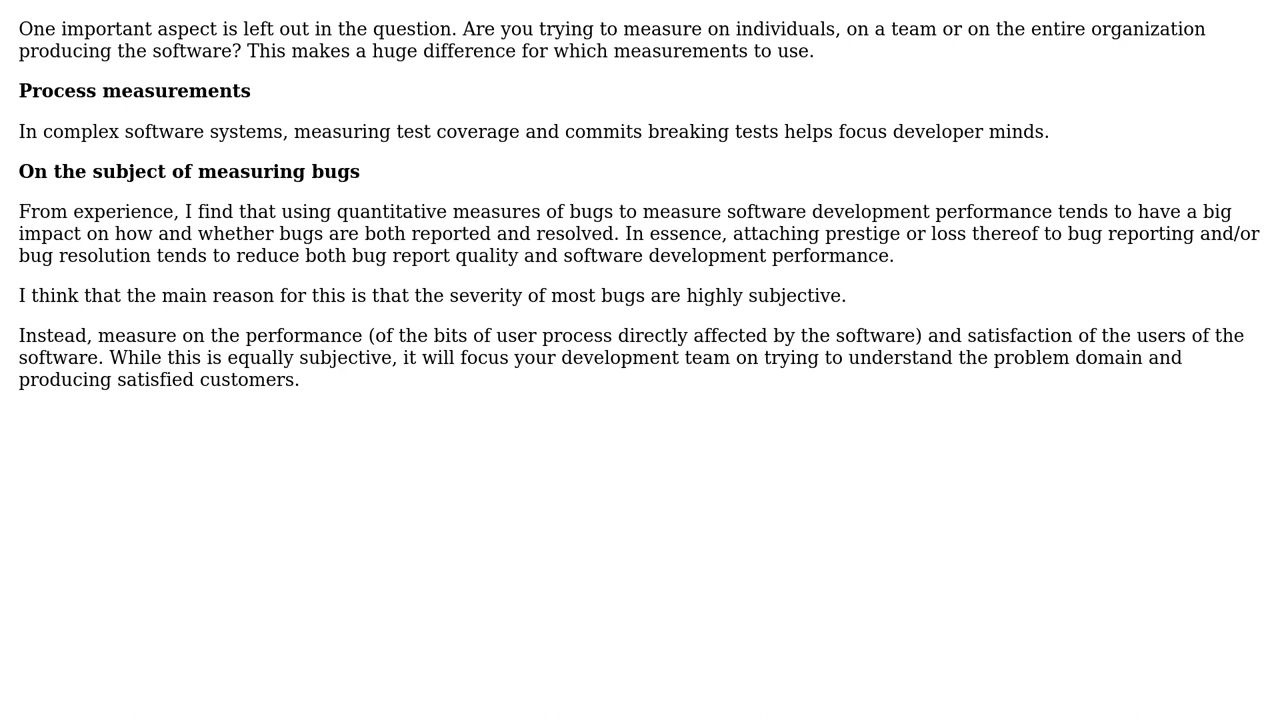 One important aspect is left out in the question. Are you trying to measure on individuals, on a team or on the entire organization
producing the software? This makes a huge difference for which measurements to use.
Process measurements
In complex software systems, measuring test coverage and commits breaking tests helps focus developer minds.
On the subject of measuring bugs
From experience, I find that using quantitative measures of bugs to measure software development performance tends to have a big
impact on how and whether bugs are both reported and resolved. In essence, attaching prestige or loss thereof to bug reporting and/or
bug resolution tends to reduce both bug report quality and software development performance.
I think that the main reason for this is that the severity of most bugs are highly subjective.
Instead, measure on the performance (of the bits of user process directly affected by the software) and satisfaction of the users of the
software. While this is equally subjective, it will focus your development team on trying to understand the problem domain and
producing satisfied customers.